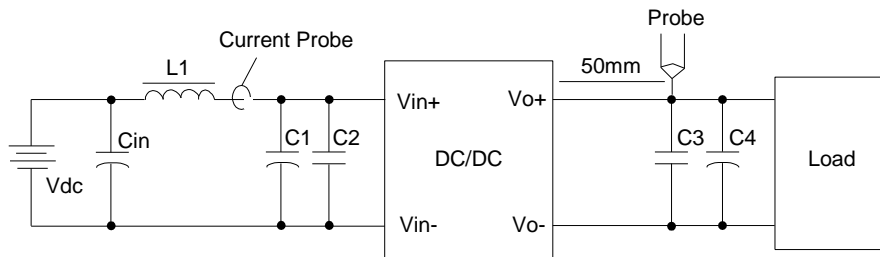 Probe
Current Probe
L1
50mm
Vin+
Vo+
Cin
C1
C2
C3
C4
DC/DC
Load
Vdc
Vin-
Vo-